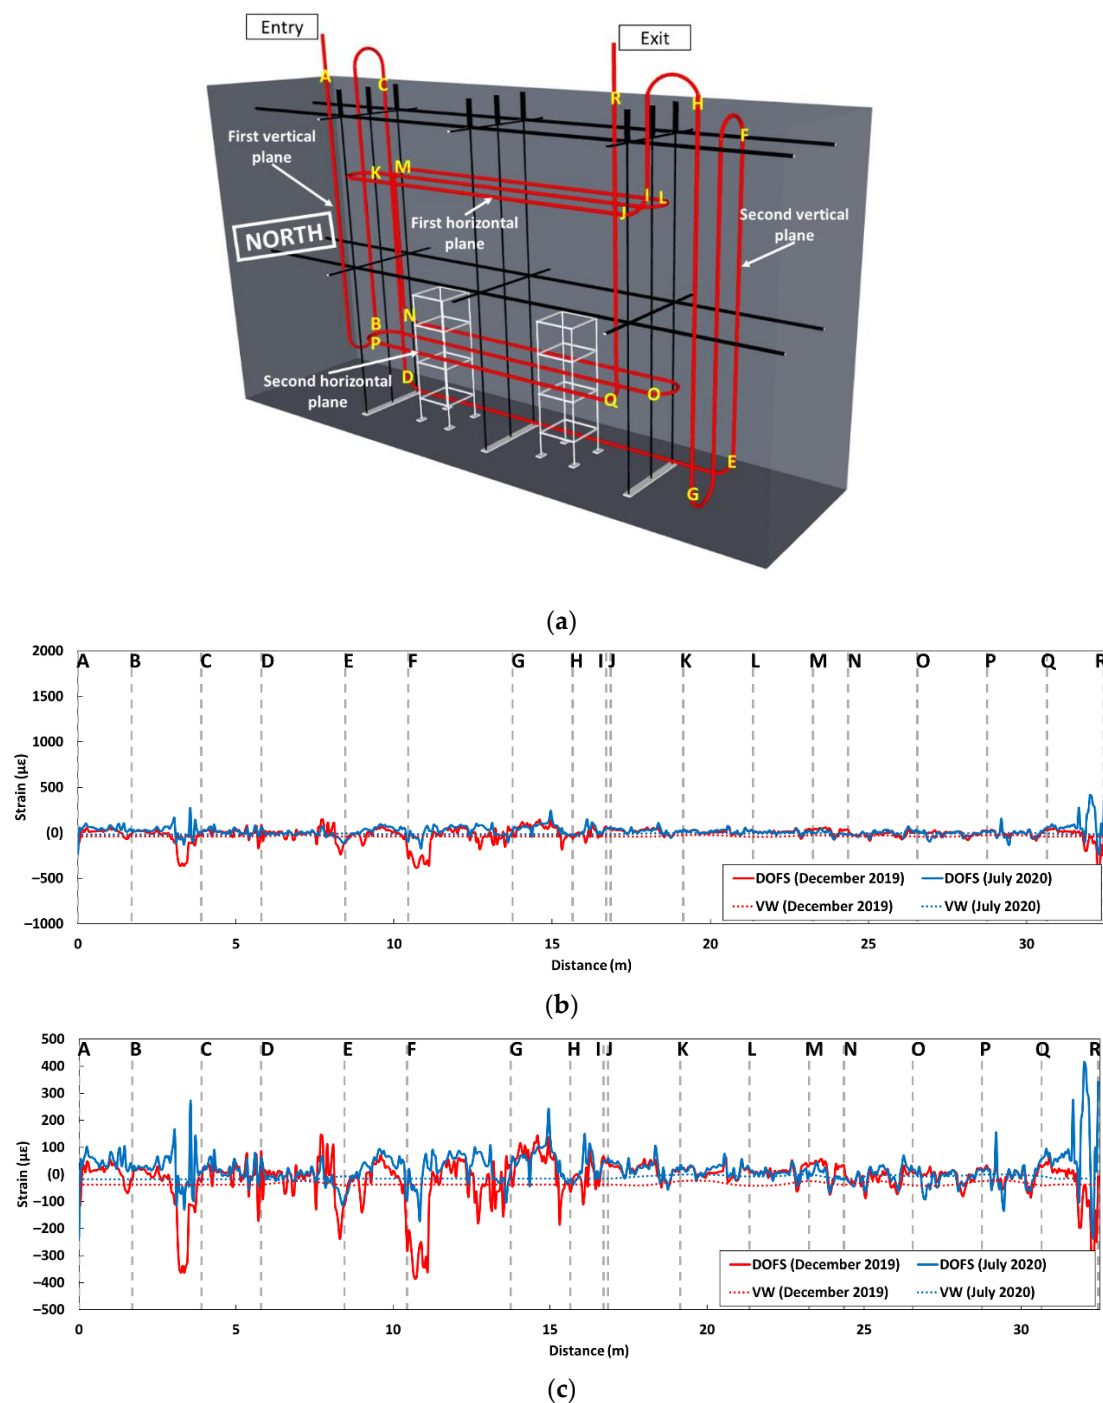 Entry
Exit
A
C
R
H
F
First vertical
plane
K
M
I
L
J
First horizontal
plane
Second vertical
plane
NORTH
B
N
P
Second horizontal
plane
D
Q
O
E
G
(a)
2000
1500
1000
500
(0)
−500
−1000
Strain (με)
A B C D E F G H I J K L M N O P Q R
DOFS (December 2019) DOFS (July 2020)
VW (December 2019) VW (July 2020)
0 5 10 15 20 25 30
Distance (m)
(b)
500
400
300
200
100
(0)
−100
−200
−300
−400
−500
Strain (με)
A B C D E F G H I J K L M N O P Q R
DOFS (December 2019) DOFS (July 2020)
VW (December 2019) VW (July 2020)
0 5 10 15 20 25 30
Distance (m)
(c)